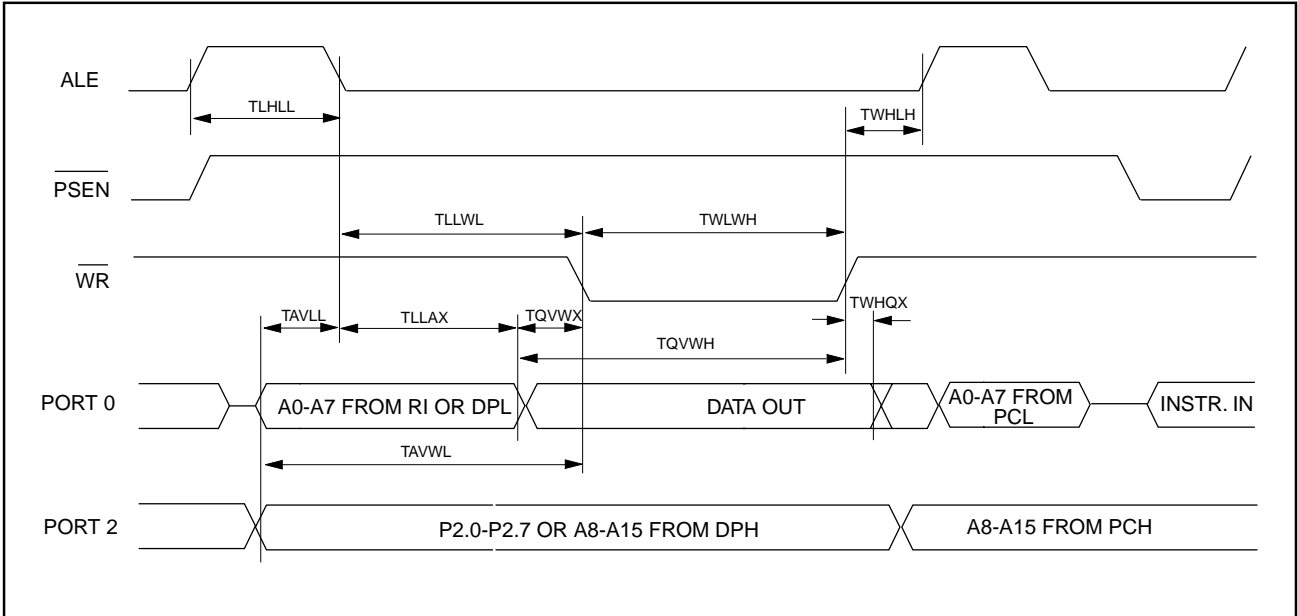 ALE
TLHLL
TWHLH
PSEN
TLLWL
TWLWH
WR
TAVLL
TLLAX
TQVWX
TWHQX
TQVWH
PORT 0
A0-A7 FROM RI OR DPL
DATA OUT
A0-A7 FROM
PCL
INSTR. IN
TAVWL
PORT 2
P2.0-P2.7 OR A8-A15 FROM DPH
A8-A15 FROM PCH